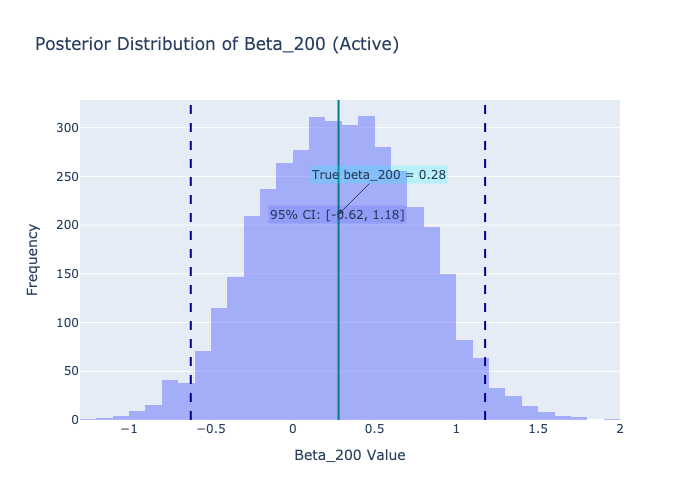 Posterior Distribution of Beta_200 (Active)
300
250
200
150
100
50
0
Frequency
True beta_200 = 0.28
95% CI: [-0.62, 1.18]
−1
−0.5
0
0.5
1
1.5
2
Beta_200 Value